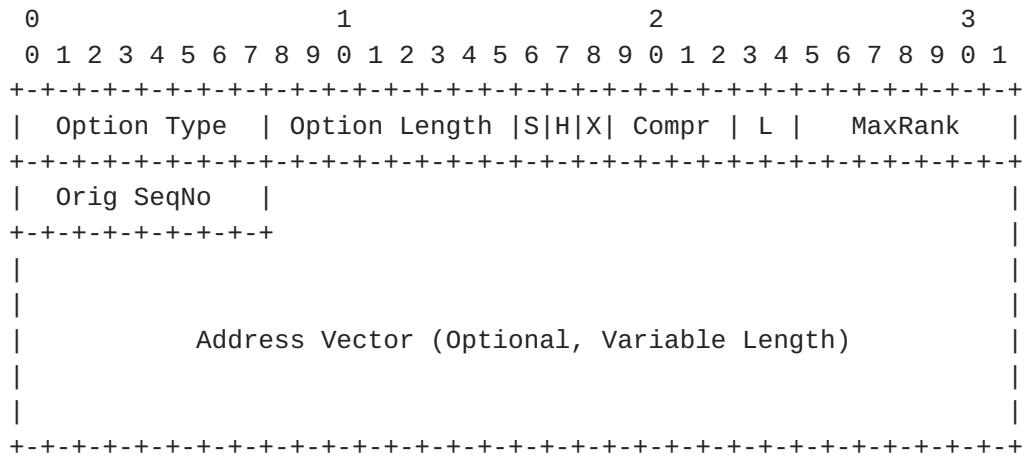 0                   1                   2                   3
 0 1 2 3 4 5 6 7 8 9 0 1 2 3 4 5 6 7 8 9 0 1 2 3 4 5 6 7 8 9 0 1
+-+-+-+-+-+-+-+-+-+-+-+-+-+-+-+-+-+-+-+-+-+-+-+-+-+-+-+-+-+-+-+-+
|  Option Type  | Option Length |S|H|X| Compr | L |   MaxRank   |
+-+-+-+-+-+-+-+-+-+-+-+-+-+-+-+-+-+-+-+-+-+-+-+-+-+-+-+-+-+-+-+-+
|  Orig SeqNo   |                                               |
+-+-+-+-+-+-+-+-+                                               |
|                                                               |
|                                                               |
|           Address Vector (Optional, Variable Length)          |
|                                                               |
|                                                               |
+-+-+-+-+-+-+-+-+-+-+-+-+-+-+-+-+-+-+-+-+-+-+-+-+-+-+-+-+-+-+-+-+